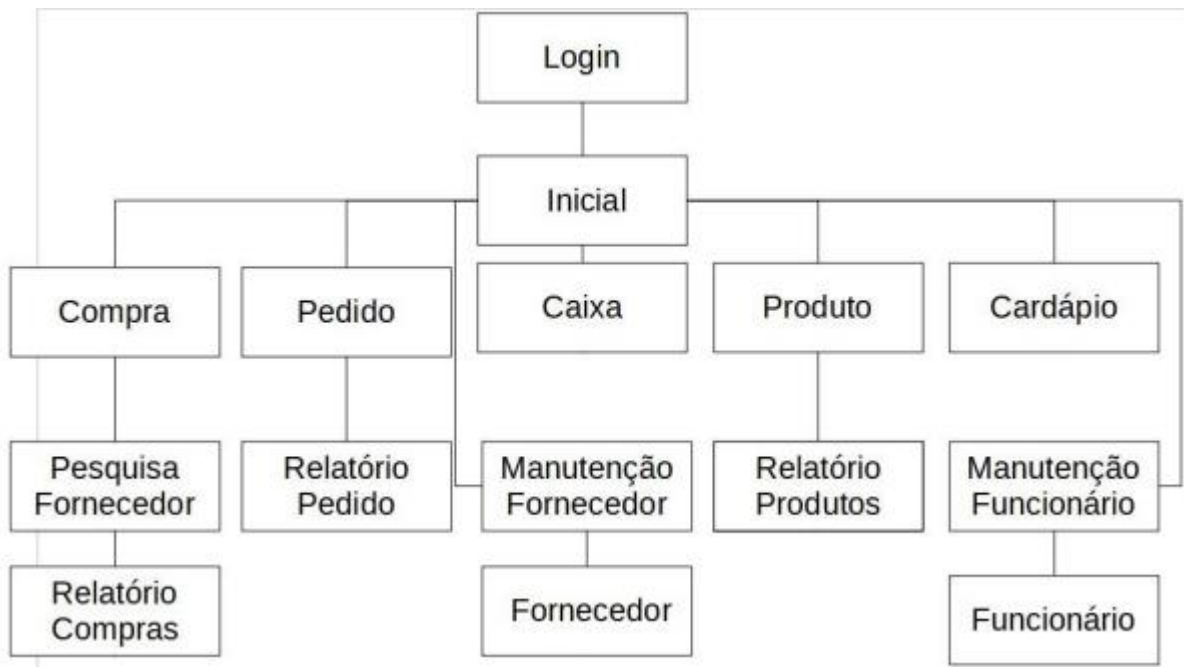 Login
Inicial
Compra
Pedido
Caixa
Produto
Cardápio
Pesquisa
Fornecedor
Relatório
Pedido
Manutenção
Fornecedor
Relatório
Produtos
Manutenção
Funcionário
Relatório
Compras
Fornecedor
Funcionário